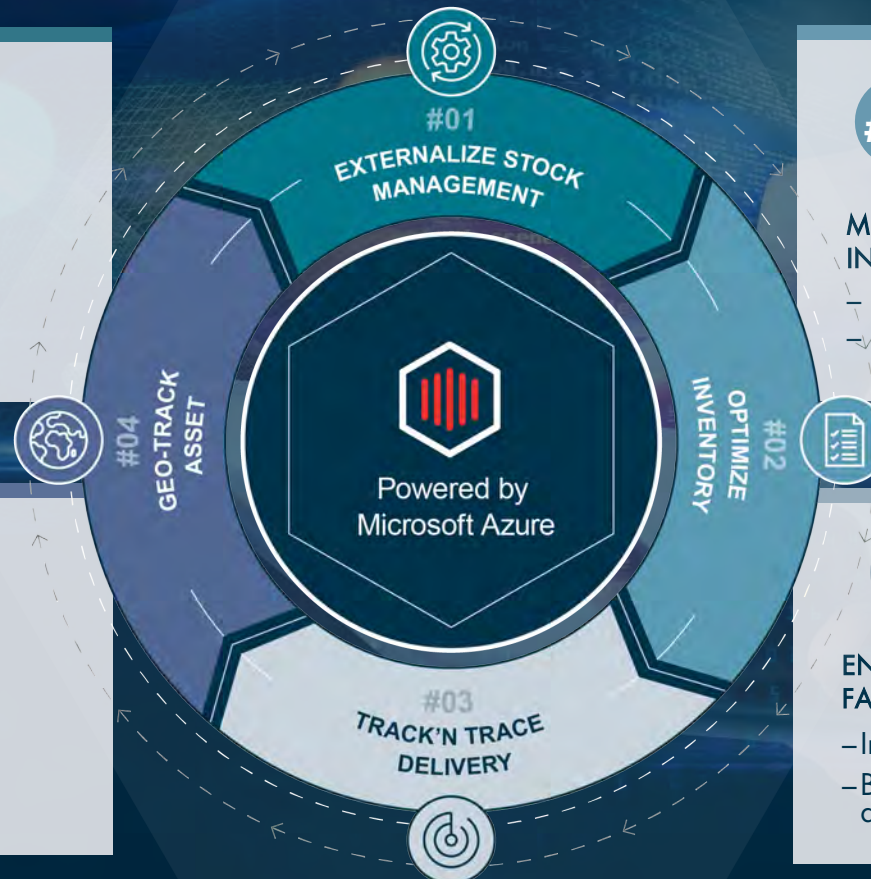 #01
EXTERNALIZE STOCK
MANAGEMENT
#02
OPTIMIZE
INVENTORY
#03
TRACK'N TRACE
DELIVERY
#04
GEO-TRACK
ASSET
Powered by
Microsoft Azure